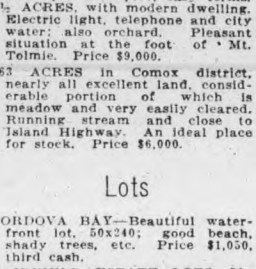 ½ ACRES, with modern dwelling.
Electric light, telephone and city
water; also orchard. Pleasant
situation at the foot of Mt.
Tolmie. Price $9,000.
63 ACRES in Comox district,
nearly all excellent land, consid-
erable portion of which is
meadow and very easily cleared.
Running stream and close to
Island Highway. An ideal place
for stock. Price $6,000.
Lots
ORDOVA BAY—Beautiful water-
front lot, 50x240; good beach,
shady trees, etc. Price $1,050,
third cash.